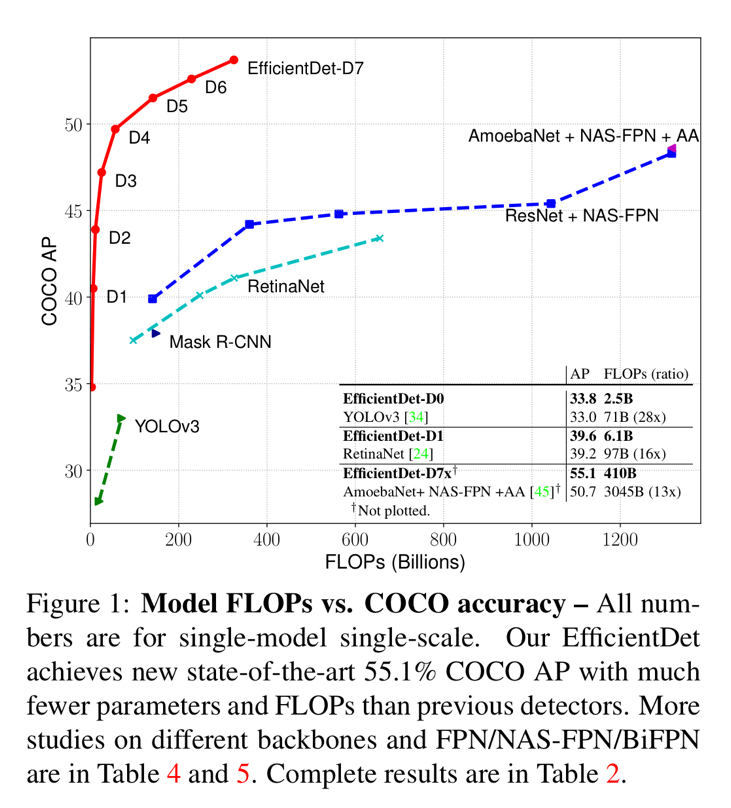 EfficientDet-D7
D6
D5
D4
D3
D2
D1
AmoebaNet + NAS-FPN + AA
ResNet + NAS-FPN
RetinaNet
Mask R-CNN
YOLOv3
COCO AP
50
45
40
35
30
AP FLOPs (ratio)
EfficientDet-D0 33.8 2.5B
YOLOv3 [34] 33.0 71B (28x)
EfficientDet-D1 39.6 6.1B
RetinaNet [24] 39.2 97B (16x)
EfficientDet-D7x† 55.1 410B
AmoebaNet+ NAS-FPN +AA [45]† 50.7 3045B (13x)
†Not plotted.
0 200 400 600 800 1000 1200
FLOPs (Billions)
Figure 1: Model FLOPs vs. COCO accuracy – All num-
bers are for single-model single-scale. Our EfficientDet
achieves new state-of-the-art 55.1% COCO AP with much
fewer parameters and FLOPs than previous detectors. More
studies on different backbones and FPN/NAS-FPN/BiFPN
are in Table 4 and 5. Complete results are in Table 2.